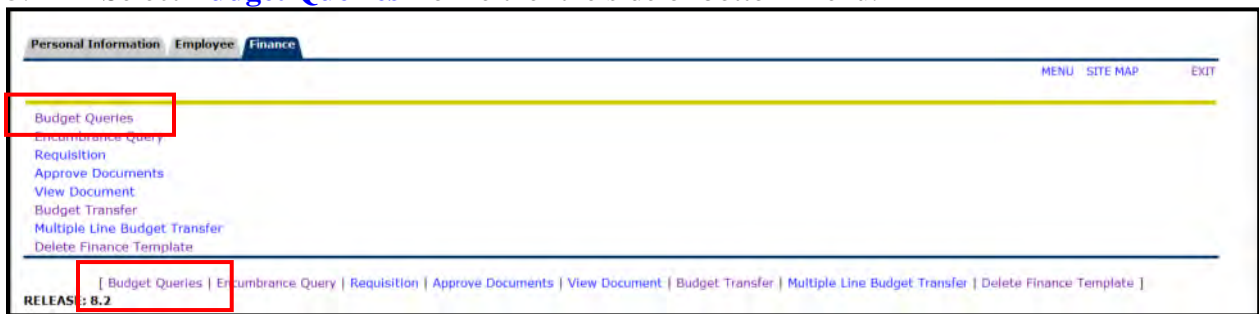 Personal Information Employee Finance
MENU SITE MAP EXIT
Budget Queries
Encumbrance Query
Requisition
Approve Documents
View Document
Budget Transfer
Multiple Line Budget Transfer
Delete Finance Template
[ Budget Queries | Encumbrance Query | Requisition | Approve Documents | View Document | Budget Transfer | Multiple Line Budget Transfer | Delete Finance Template ]
RELEASE: 8.2